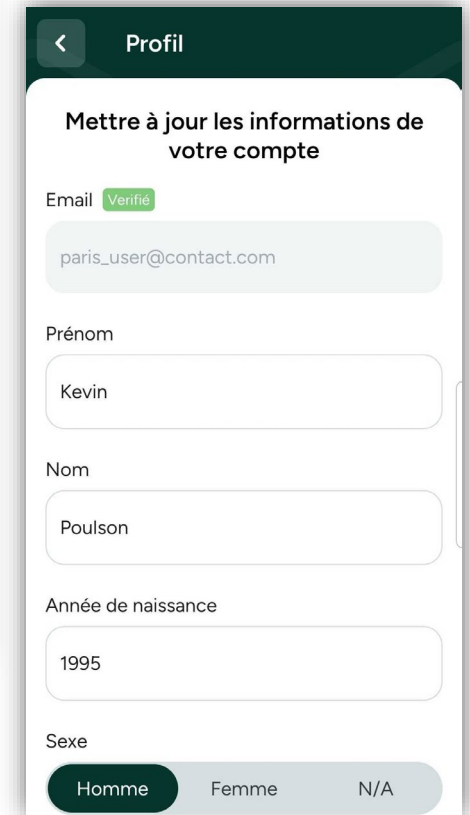 Profil
Mettre à jour les informations de
votre compte
Email Verifié
paris_user@contact.com
Prénom
Kevin
Nom
Poulson
Année de naissance
1995
Sexe
Homme Femme N/A